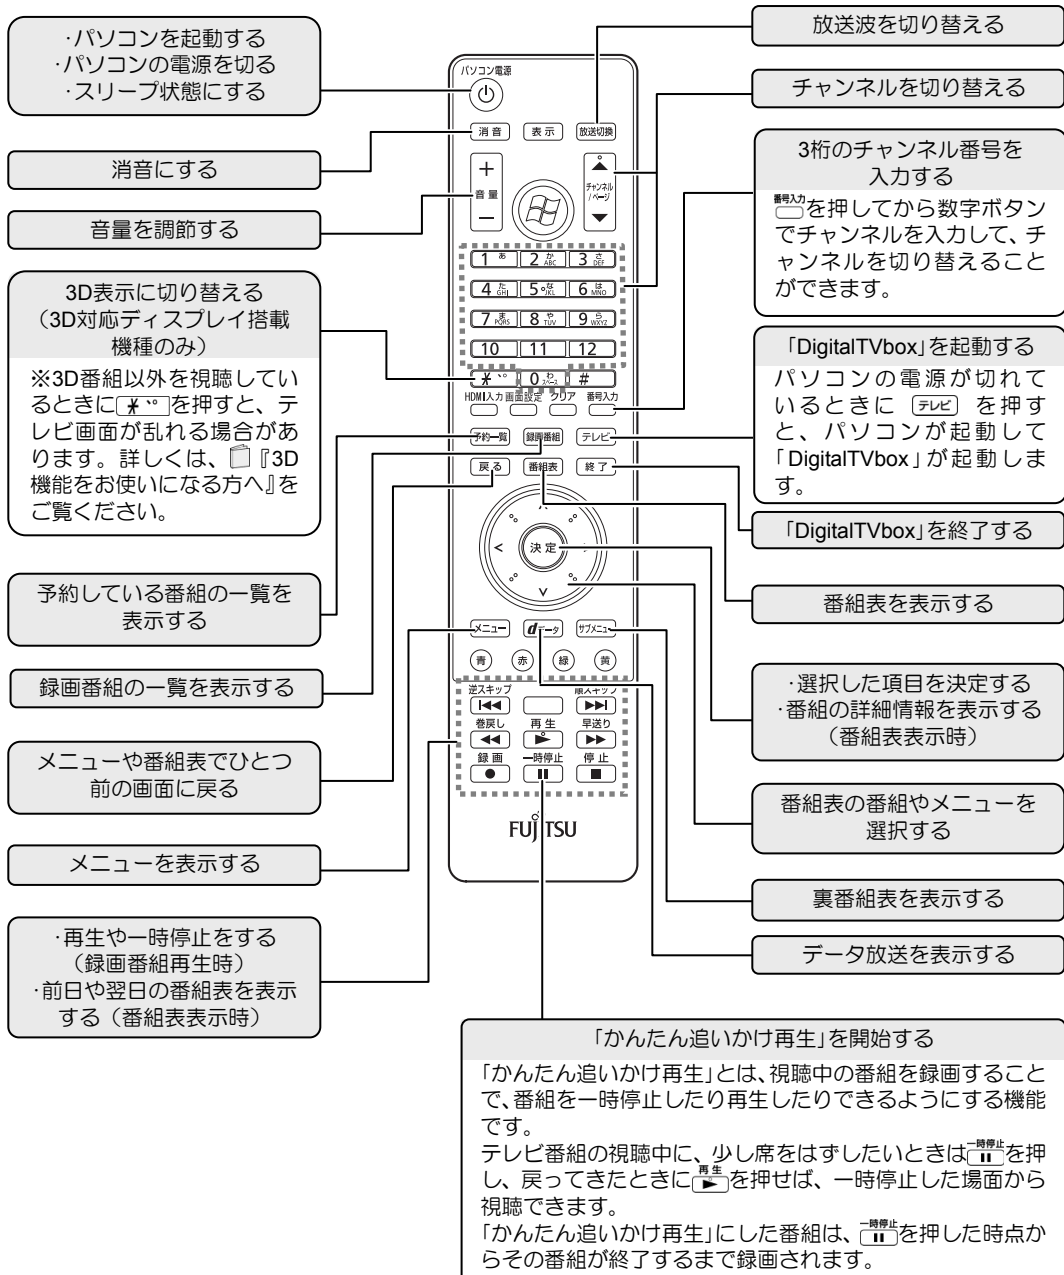 ·パソコンを起動する
·パソコンの電源を切る
·スリープ状態にする
消音にする
音量を調節する
3D表示に切り替える
（3D対応ディスプレイ搭載
機種のみ）
※3D番組以外を視聴してい
るときに * ゛゜を押すと、テ
レビ画面が乱れる場合があ
ります。詳しくは、『3D
機能をお使いになる方へ』を
ご覧ください。
予約している番組の一覧を
表示する
録画番組の一覧を表示する
メニューや番組表でひとつ
前の画面に戻る
メニューを表示する
·再生や一時停止をする
（録画番組再生時）
·前日や翌日の番組表を表示
する（番組表表示時）
パソコン電源
消音 表示 放送切換
＋ 音量 －
チャンネル
/ページ
1 あ 2 か ABC 3 さ DEF
4 た GHI 5 な JKL 6 は MNO
7 ま PQRS 8 や TUV 9 ら WXYZ
10 11 12
* ゛゜ 0 わ スペース #
HDMI入力 画面設定 クリア 番号入力
予約一覧 録画番組 テレビ
戻る 番組表 終了
決定
メニュー dデータ サブメニュー
青 赤 緑 黄
逆スキップ 順スキップ
巻戻し 再生 早送り
録画 一時停止 停止
FUJITSU
放送波を切り替える
チャンネルを切り替える
3桁のチャンネル番号を
入力する
番号入力を押してから数字ボタン
でチャンネルを入力して、チ
ャンネルを切り替えること
ができます。
「DigitalTVbox」を起動する
パソコンの電源が切れて
いるときに テレビ を押す
と、パソコンが起動して
「DigitalTVbox」が起動しま
す。
「DigitalTVbox」を終了する
番組表を表示する
·選択した項目を決定する
·番組の詳細情報を表示する
（番組表表示時）
番組表の番組やメニューを
選択する
裏番組表を表示する
データ放送を表示する
「かんたん追いかけ再生」を開始する
「かんたん追いかけ再生」とは、視聴中の番組を録画すること
で、番組を一時停止したり再生したりできるようにする機能
です。
テレビ番組の視聴中に、少し席をはずしたいときは一時停止を押
し、戻ってきたときに再生を押せば、一時停止した場面から
視聴できます。
「かんたん追いかけ再生」にした番組は、一時停止を押した時点か
らその番組が終了するまで録画されます。